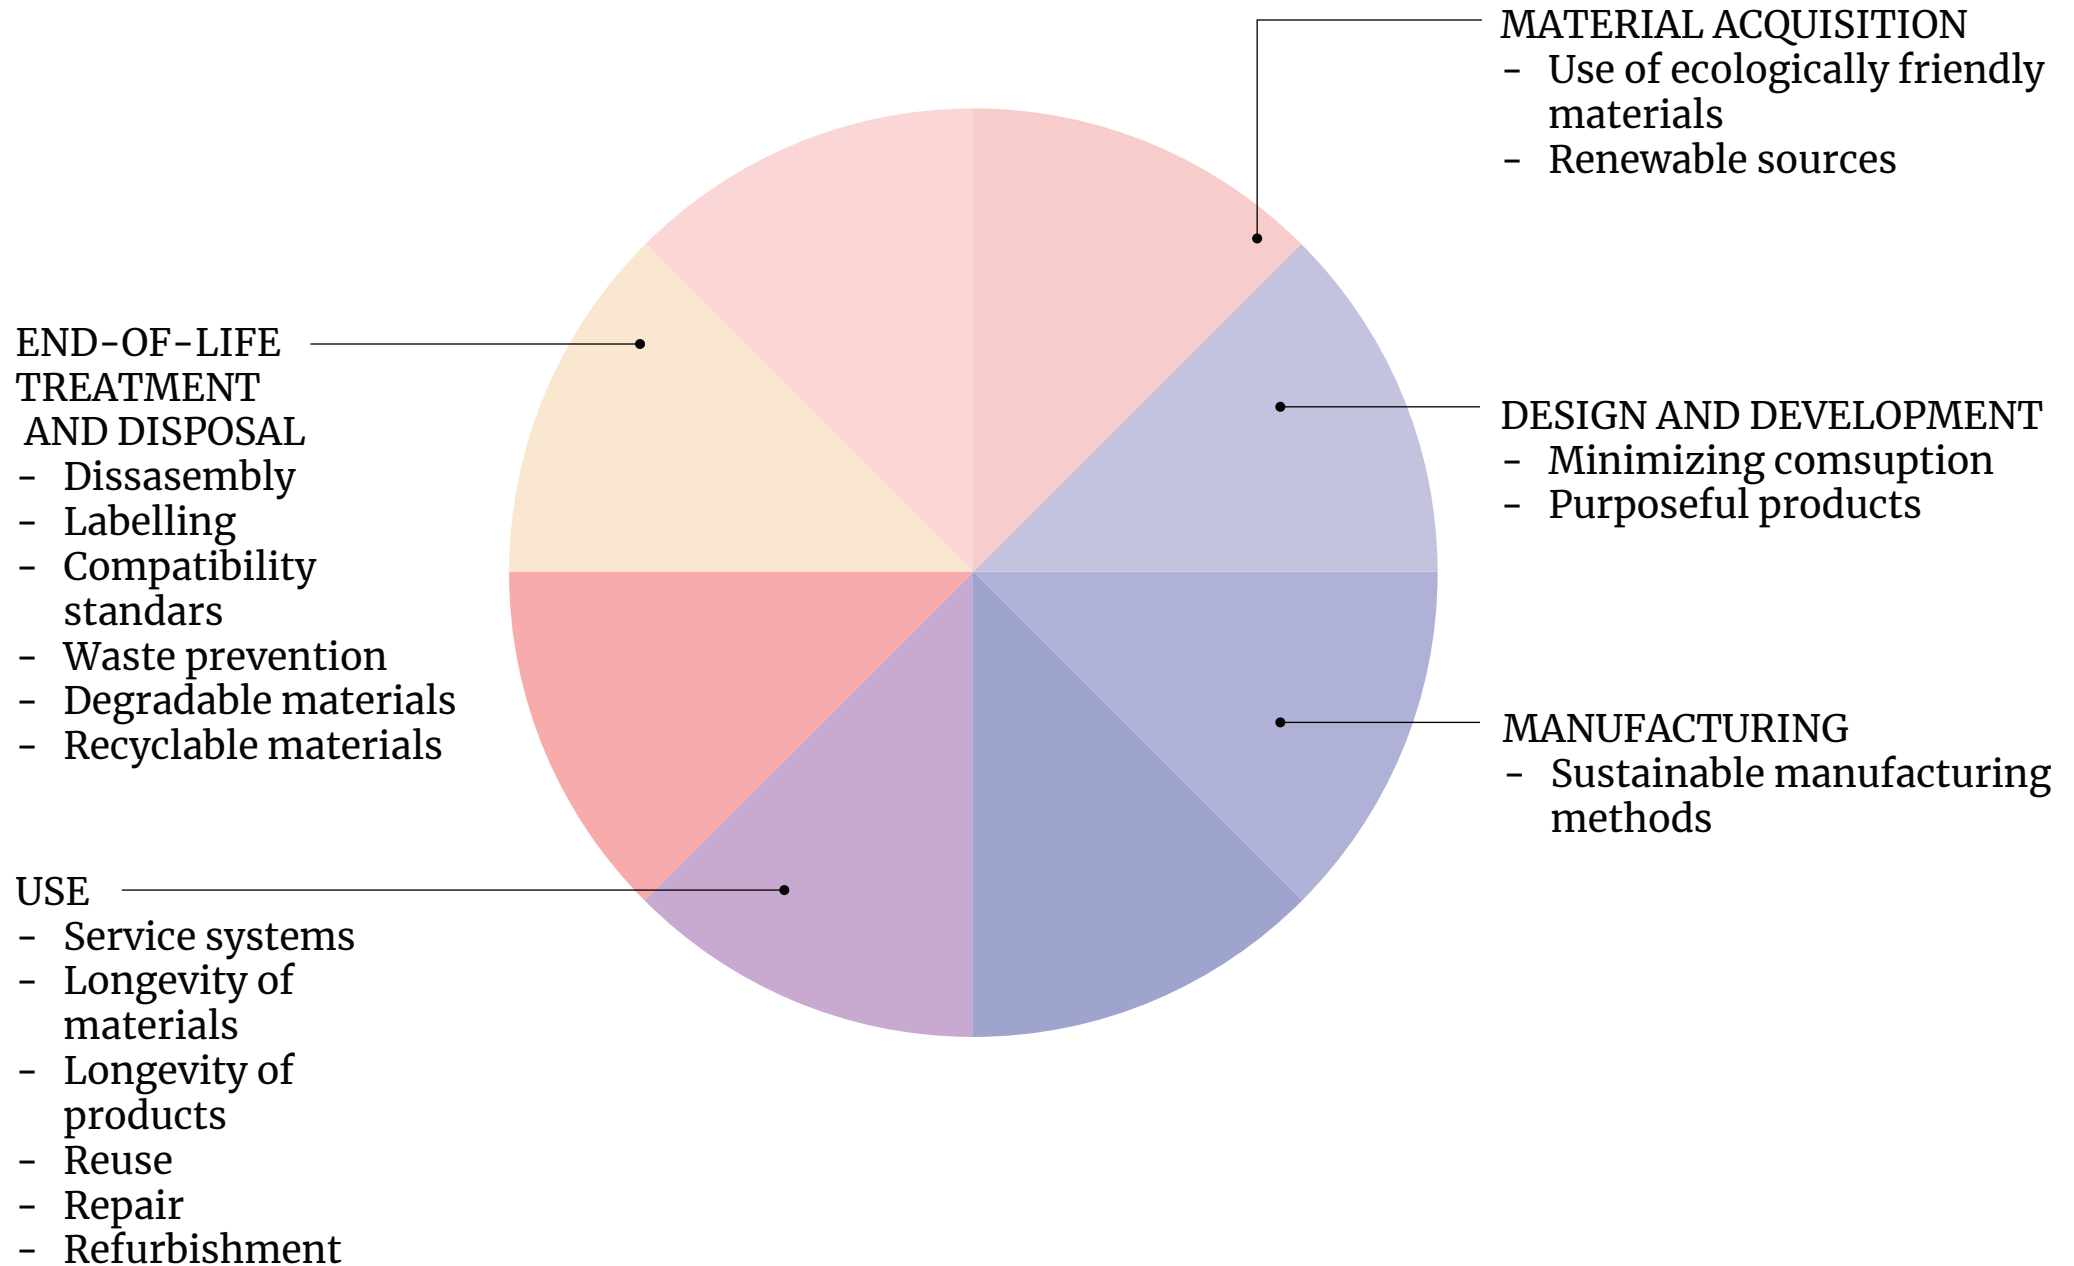 MATERIAL ACQUISITION
- Use of ecologically friendly
materials
- Renewable sources
DESIGN AND DEVELOPMENT
- Minimizing comsuption
- Purposeful products
MANUFACTURING
- Sustainable manufacturing
methods
END-OF-LIFE
TREATMENT
AND DISPOSAL
- Dissasembly
- Labelling
- Compatibility
standars
- Waste prevention
- Degradable materials
- Recyclable materials
USE
- Service systems
- Longevity of
materials
- Longevity of
products
- Reuse
- Repair
- Refurbishment